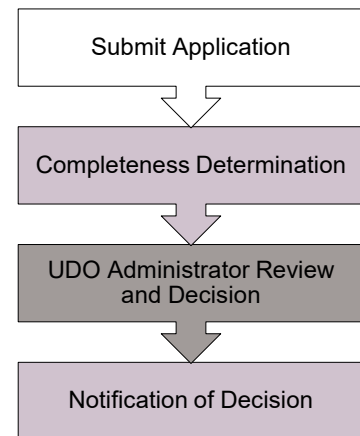 Submit Application
Completeness Determination
UDO Administrator Review
and Decision
Notification of Decision